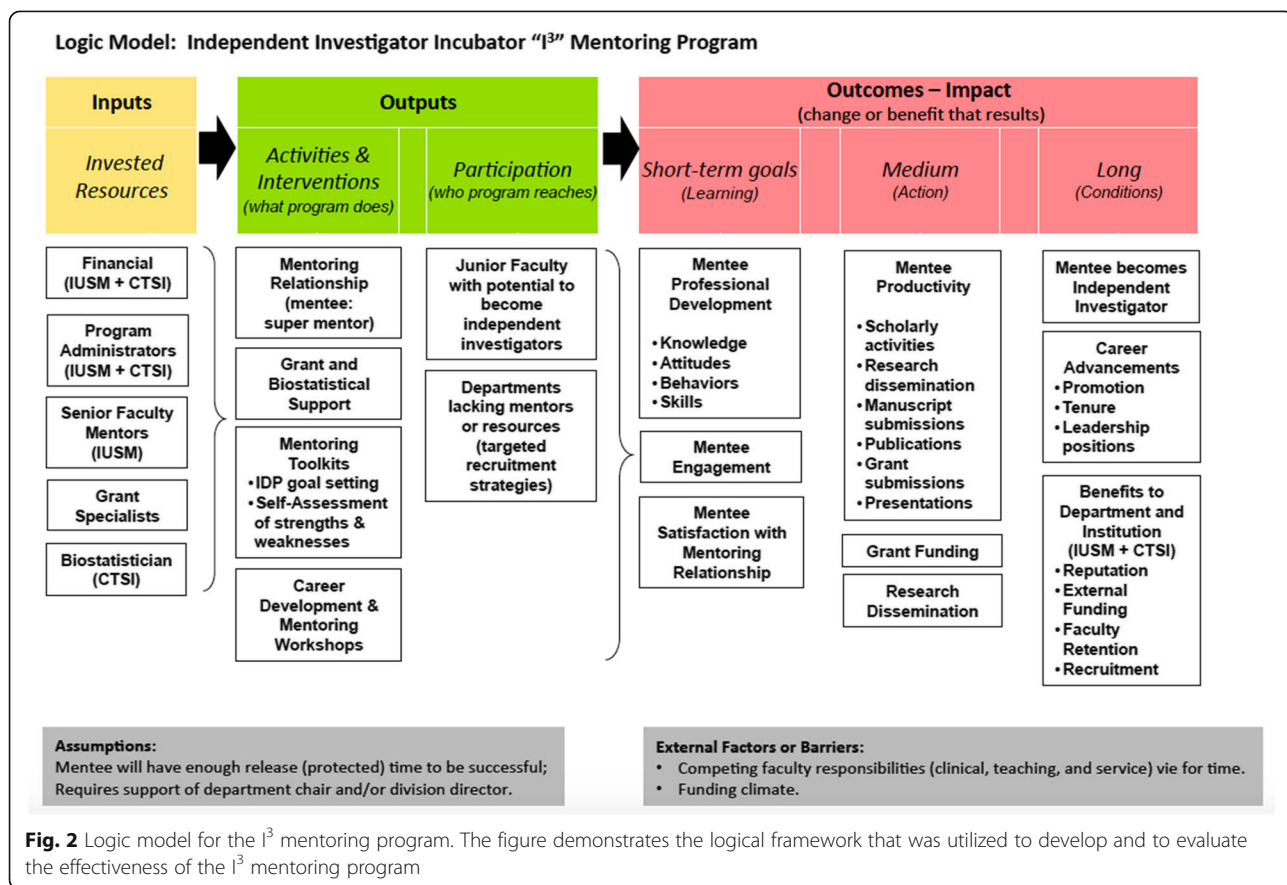 Logic Model: Independent Investigator Incubator “I³” Mentoring Program
Inputs
Invested
Resources
Outputs
Activities &
Interventions
(what program does)
Participation
(who program reaches)
Outcomes – Impact
(change or benefit that results)
Short-term goals
(Learning)
Medium
(Action)
Long
(Conditions)
Financial
(IUSM + CTSI)
Program
Administrators
(IUSM + CTSI)
Senior Faculty
Mentors
(IUSM)
Grant
Specialists
Biostatistician
(CTSI)
Mentoring
Relationship
(mentee:
super mentor)
Grant and
Biostatistical
Support
Mentoring
Toolkits
•IDP goal setting
•Self-Assessment
of strengths &
weaknesses
Career
Development &
Mentoring
Workshops
Junior Faculty
with potential to
become
independent
investigators
Departments
lacking mentors
or resources
(targeted
recruitment
strategies)
Mentee
Professional
Development
•Knowledge
•Attitudes
•Behaviors
•Skills
Mentee
Engagement
Mentee
Satisfaction with
Mentoring
Relationship
Mentee
Productivity
•Scholarly
activities
•Research
dissemination
•Manuscript
submissions
•Publications
•Grant
submissions
•Presentations
Grant Funding
Research
Dissemination
Mentee becomes
Independent
Investigator
Career
Advancements
•Promotion
•Tenure
•Leadership
positions
Benefits to
Department and
Institution
(IUSM + CTSI)
•Reputation
•External
Funding
•Faculty
Retention
•Recruitment
Assumptions:
Mentee will have enough release (protected) time to be successful;
Requires support of department chair and/or division director.
External Factors or Barriers:
• Competing faculty responsibilities (clinical, teaching, and service) vie for time.
• Funding climate.
Fig. 2 Logic model for the I³ mentoring program. The figure demonstrates the logical framework that was utilized to develop and to evaluate
the effectiveness of the I³ mentoring program